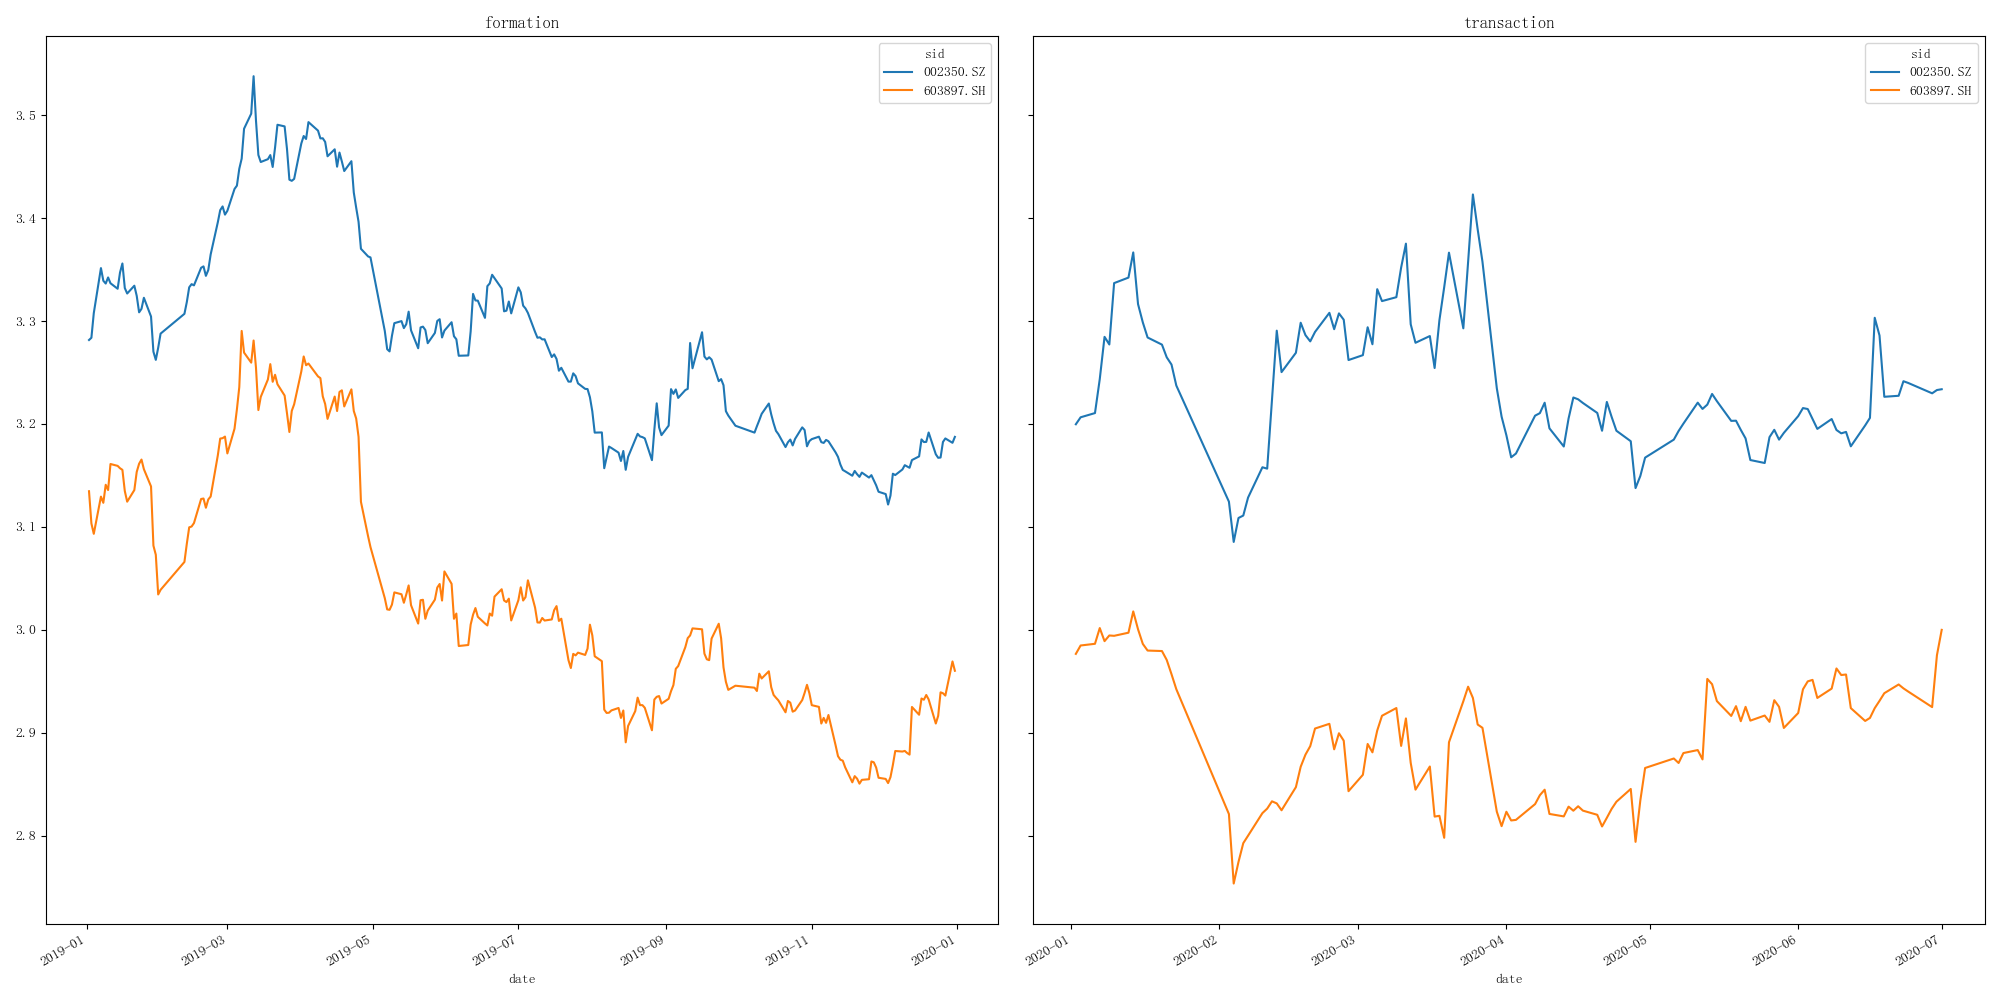 formation
sid
002350.SZ
603897.SH
3.5
3.4
3.3
3.2
3.1
3.0
2.9
2.8
2019-01
2019-03
2019-05
2019-07
2019-09
2019-11
2020-01
date
transaction
sid
002350.SZ
603897.SH
2020-01
2020-02
2020-03
2020-04
2020-05
2020-06
2020-07
date